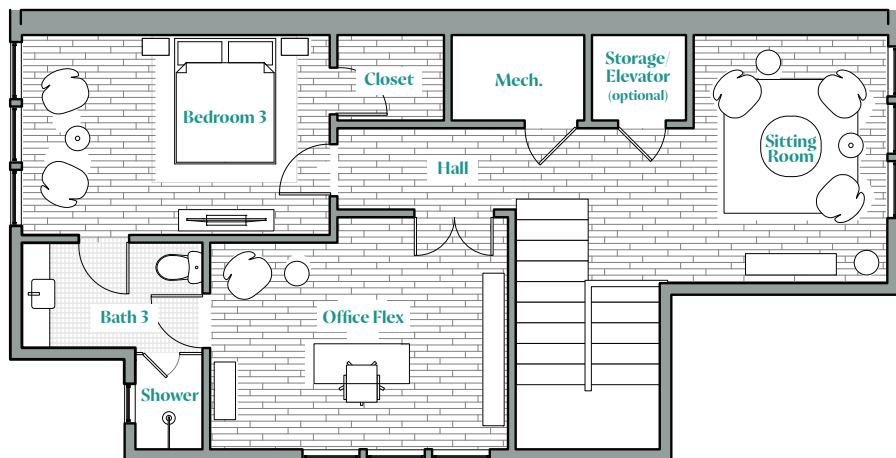 Closet
Mech.
Storage/
Elevator
(optional)
Bedroom 3
Sitting
Room
Hall
Bath 3
Office Flex
Shower